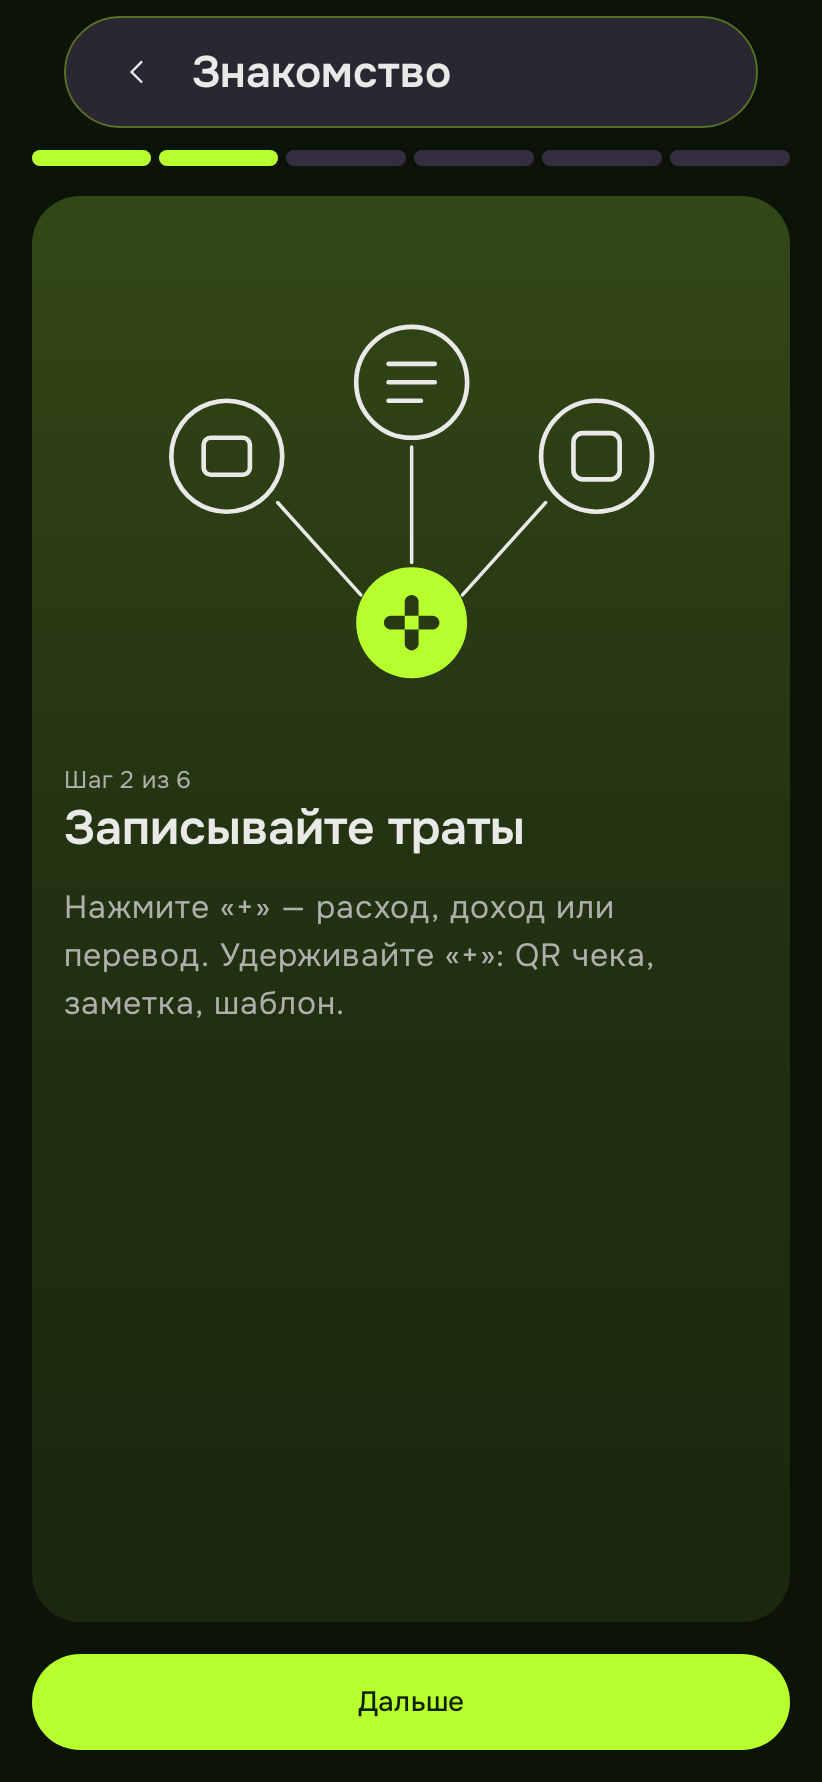 Знакомство
Шаг 2 из 6
Записывайте траты
Нажмите «+» — расход, доход или
перевод. Удерживайте «+»: QR чека,
заметка, шаблон.
Дальше